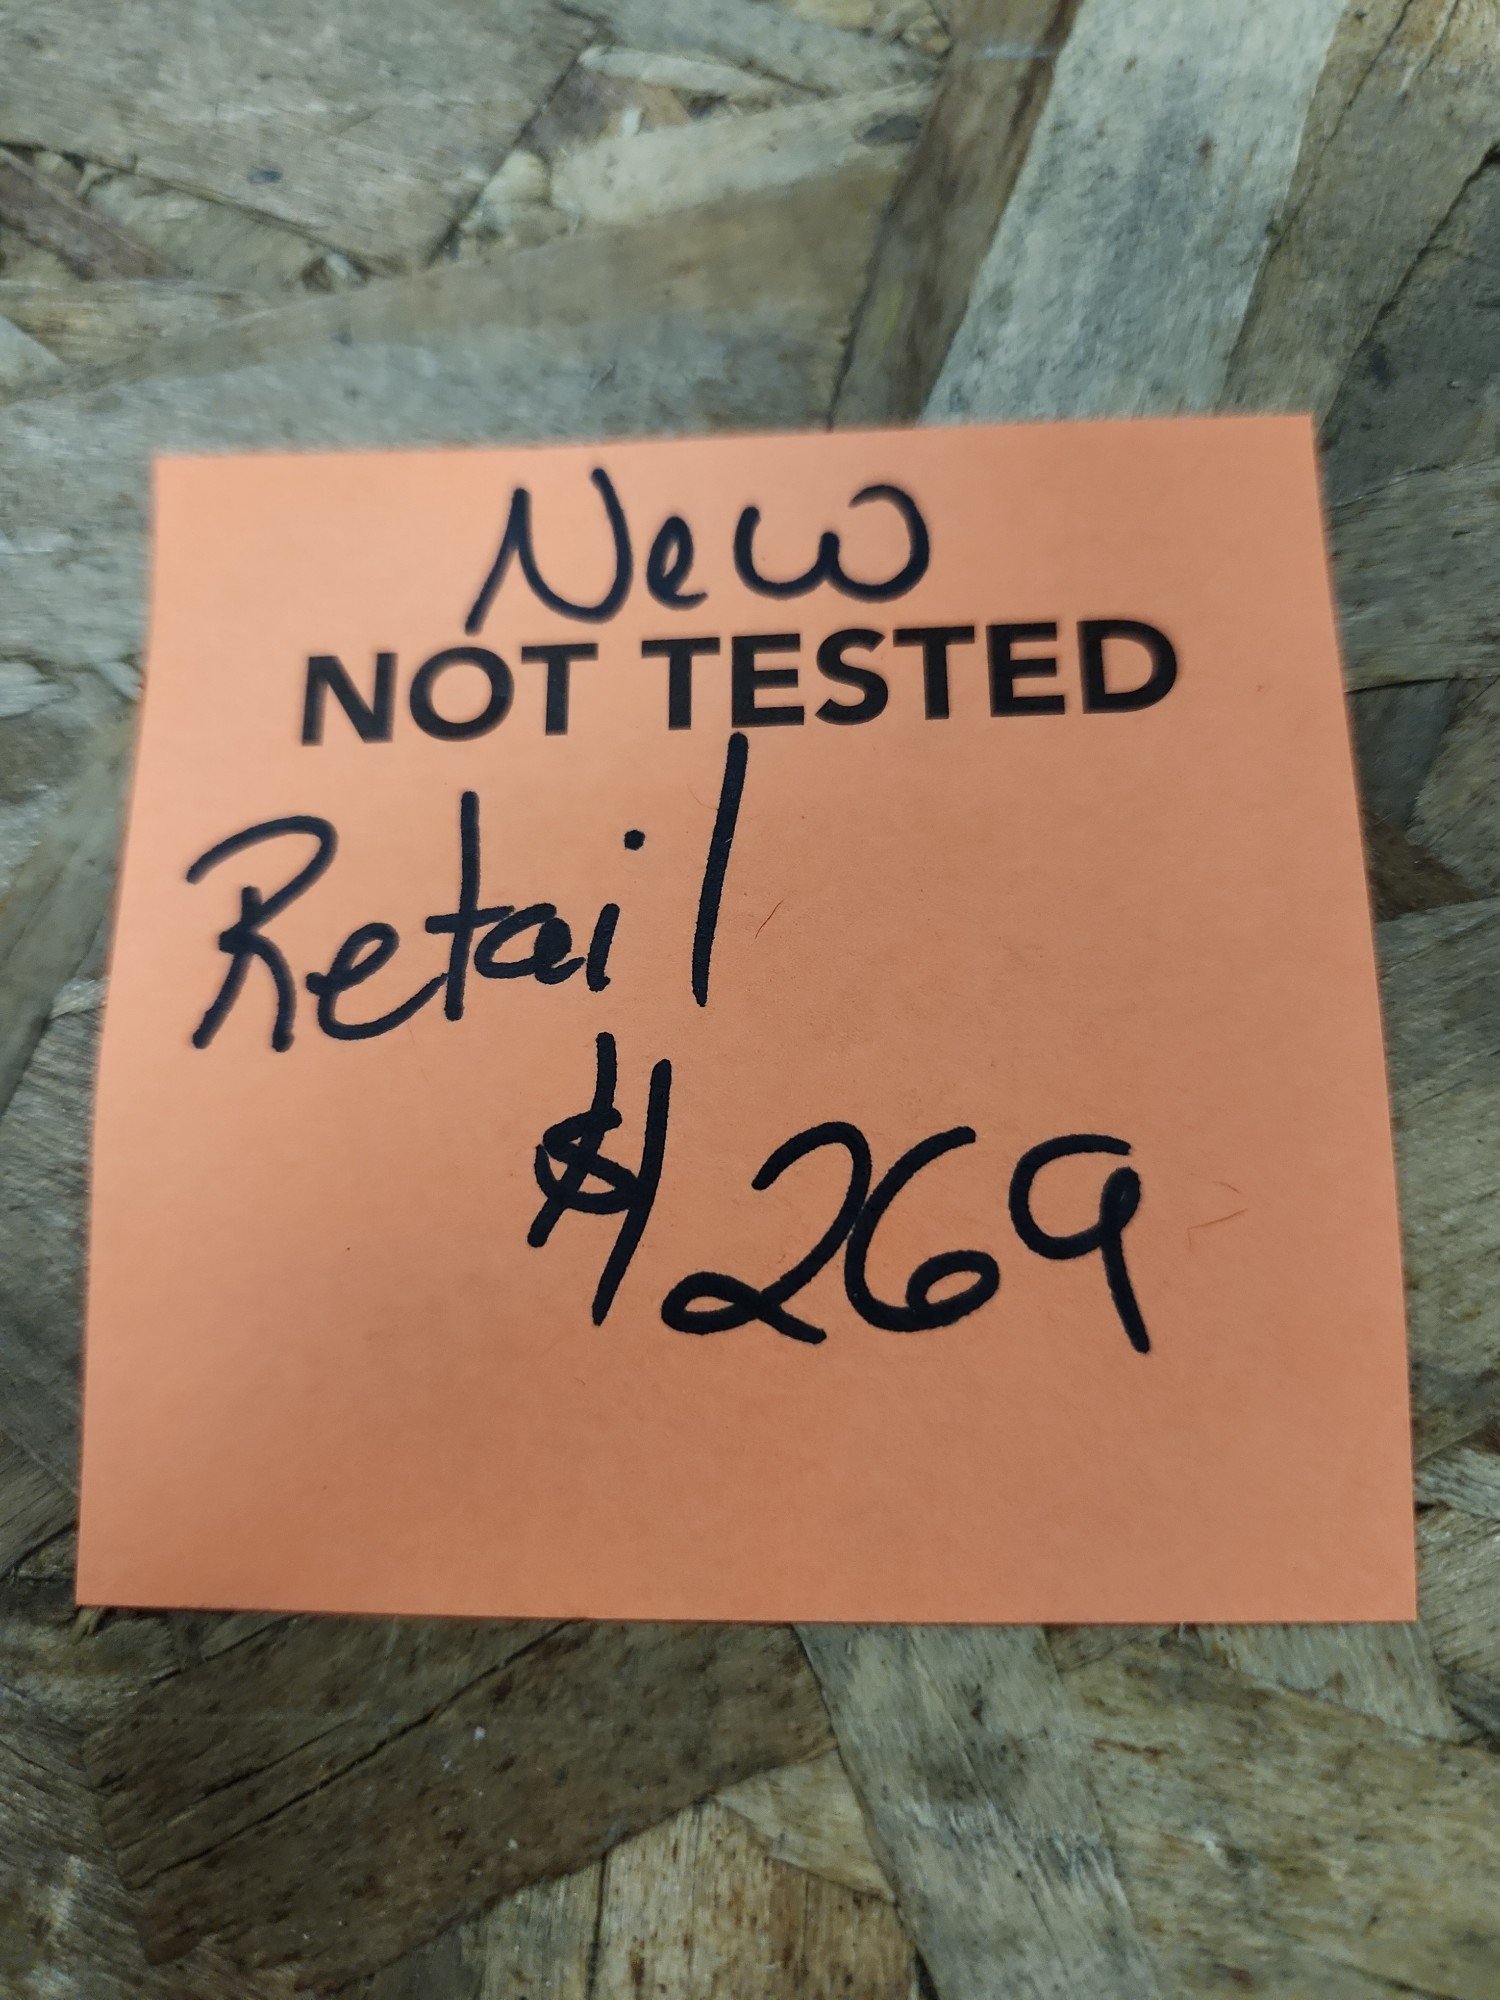 New
NOT TESTED
Retail
$269